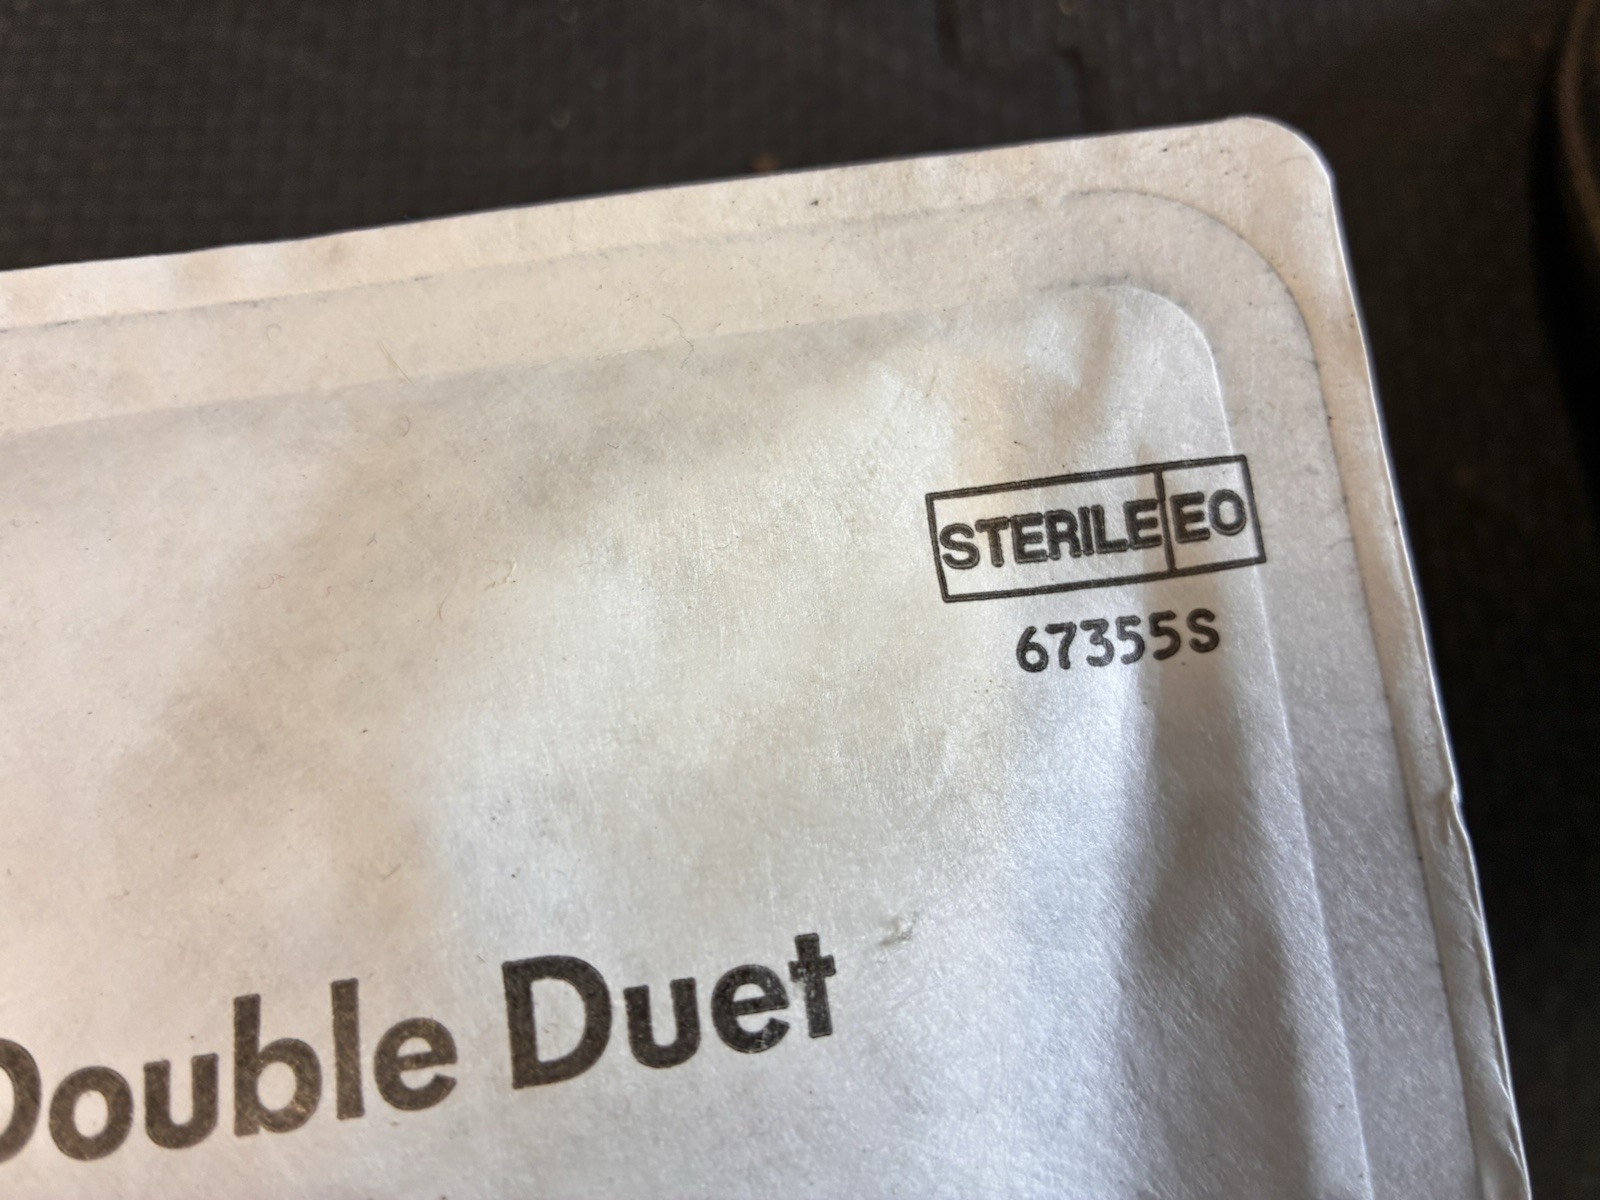 STERILE EO
67355S
Double Duet